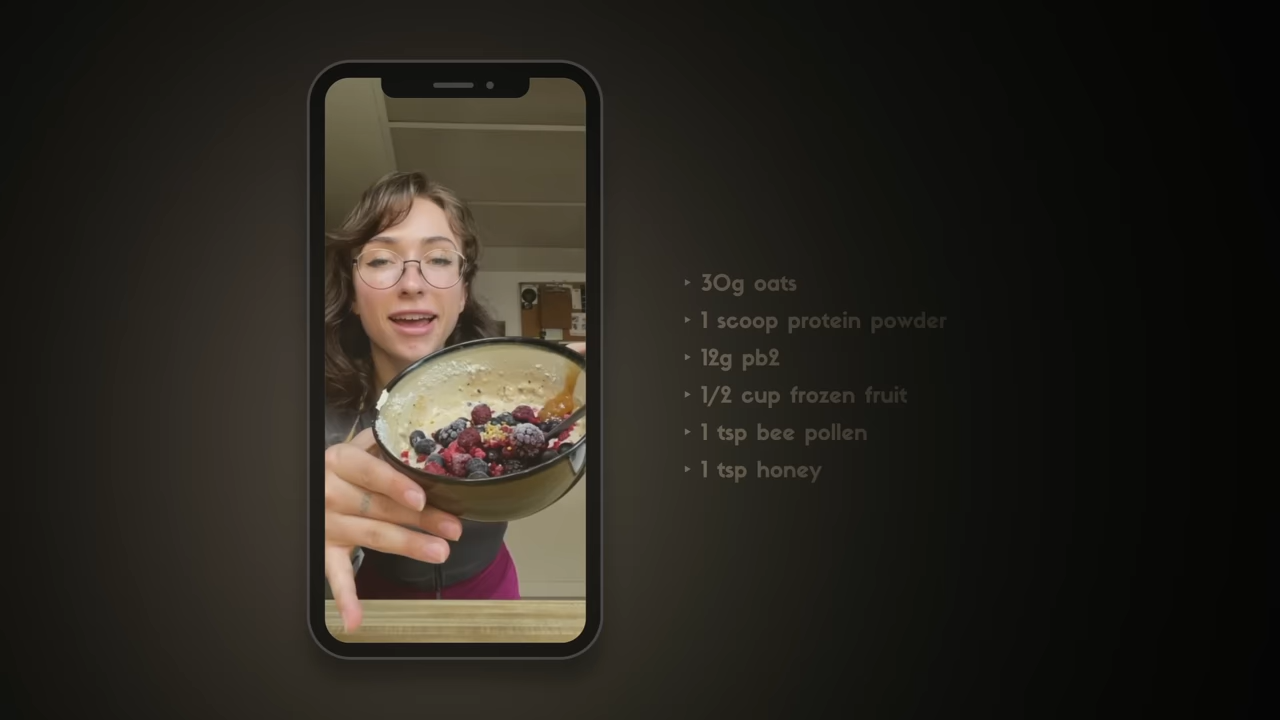 30g oats
1 scoop protein powder
12g pb2
1/2 cup frozen fruit
1 tsp bee pollen
1 tsp honey